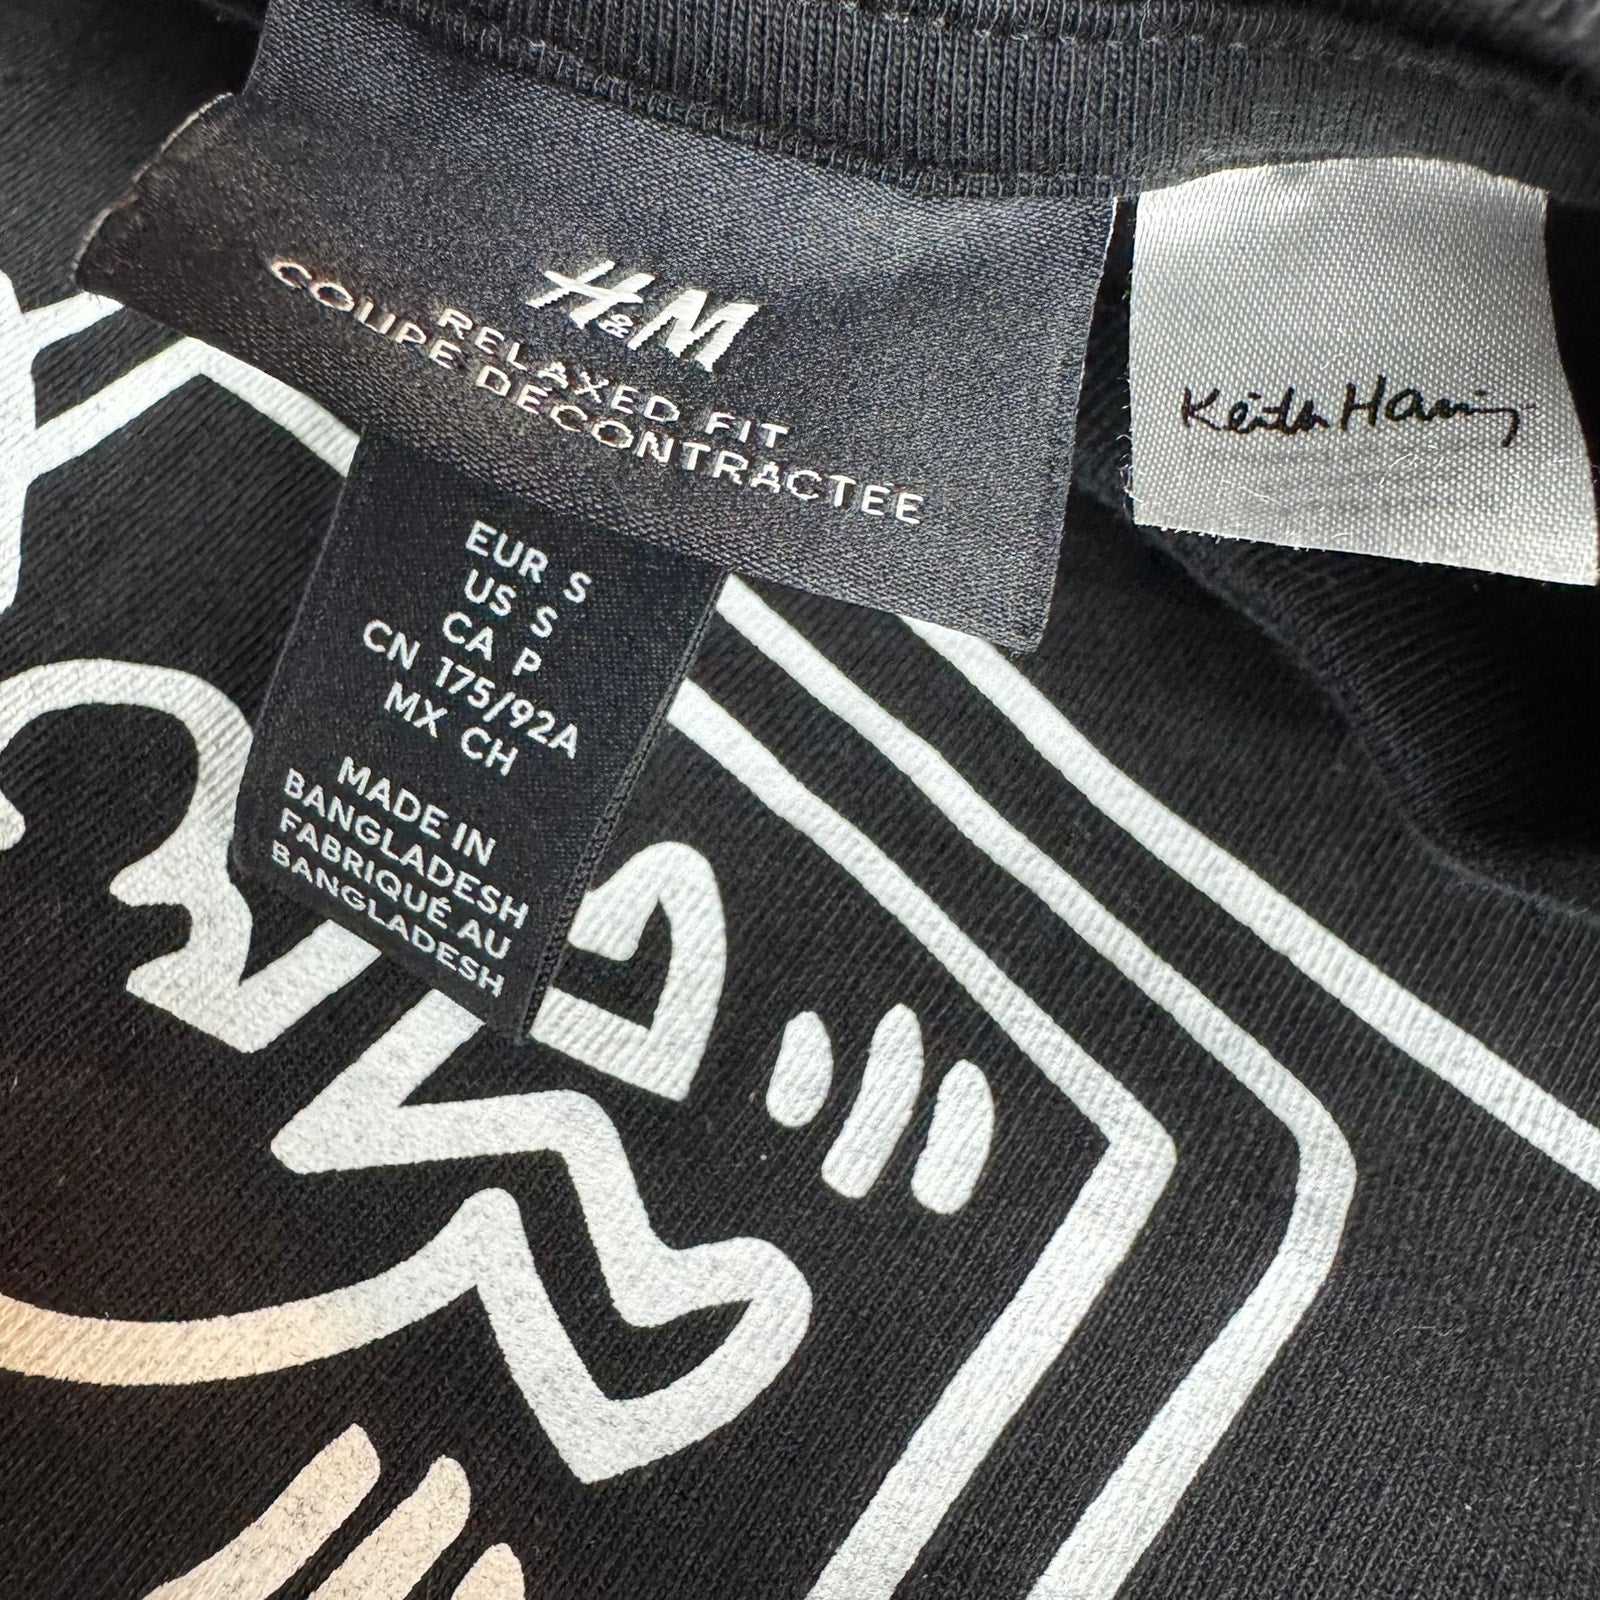 H&M
RELAXED FIT
COUPE DÉCONTRACTÉE
Keith Haring
EUR S
US S
CA P
CN 175/92A
MX CH
MADE IN
BANGLADESH
FABRIQUÉ AU
BANGLADESH